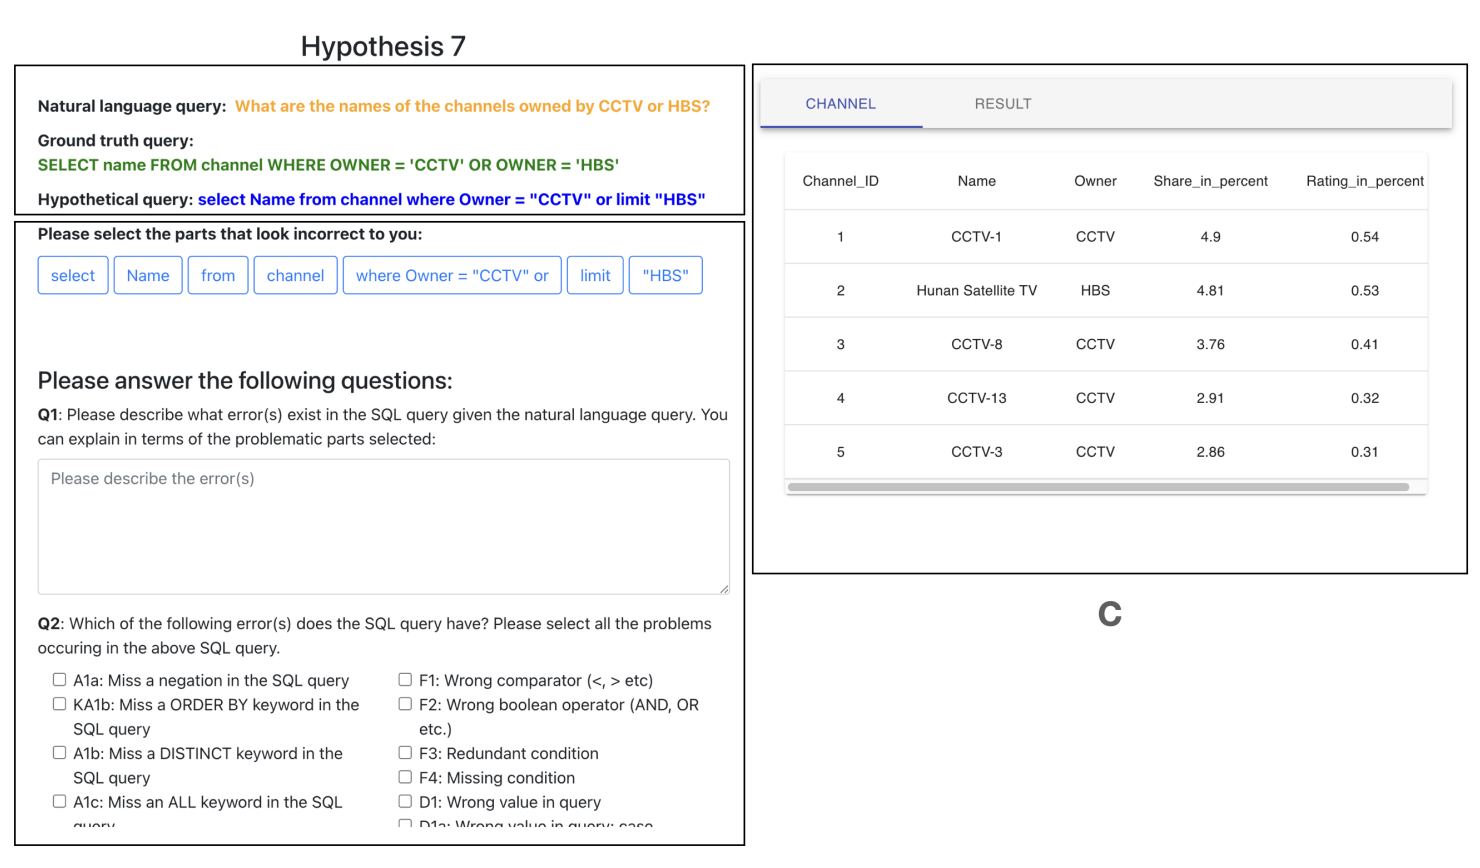 Hypothesis 7
Natural language query: What are the names of the channels owned by CCTV or HBS?
Ground truth query:
SELECT name FROM channel WHERE OWNER = 'CCTV' OR OWNER = 'HBS'
Hypothetical query: select Name from channel where Owner = "CCTV" or limit "HBS"
Please select the parts that look incorrect to you:
select Name from channel where Owner = "CCTV" or limit "HBS"
Please answer the following questions:
Q1: Please describe what error(s) exist in the SQL query given the natural language query. You
can explain in terms of the problematic parts selected:
Please describe the error(s)
Q2: Which of the following error(s) does the SQL query have? Please select all the problems
occuring in the above SQL query.
A1a: Miss a negation in the SQL query
KA1b: Miss a ORDER BY keyword in the
SQL query
A1b: Miss a DISTINCT keyword in the
SQL query
A1c: Miss an ALL keyword in the SQL
query
F1: Wrong comparator (<, > etc)
F2: Wrong boolean operator (AND, OR
etc.)
F3: Redundant condition
F4: Missing condition
D1: Wrong value in query
D1a: Wrong value in query: case
CHANNEL RESULT
Channel_ID Name Owner Share_in_percent Rating_in_percent
1 CCTV-1 CCTV 4.9 0.54
2 Hunan Satellite TV HBS 4.81 0.53
3 CCTV-8 CCTV 3.76 0.41
4 CCTV-13 CCTV 2.91 0.32
5 CCTV-3 CCTV 2.86 0.31
C